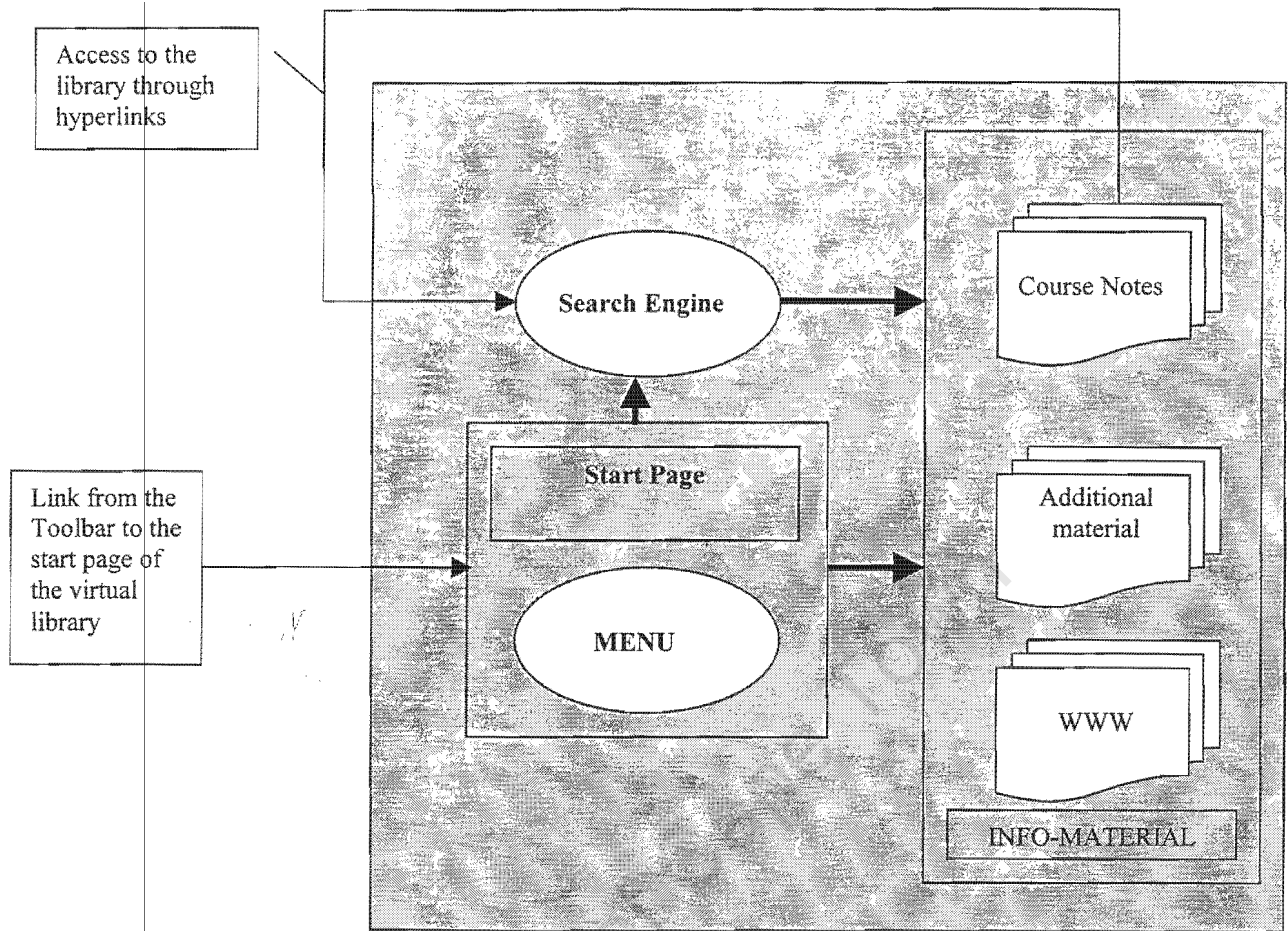 Access to the
library through
hyperlinks
Search Engine
Course Notes
Start Page
Link from the
Toolbar to the
start page of
the virtual
library
Additional
material
MENU
WWW
INFO-MATERIAL